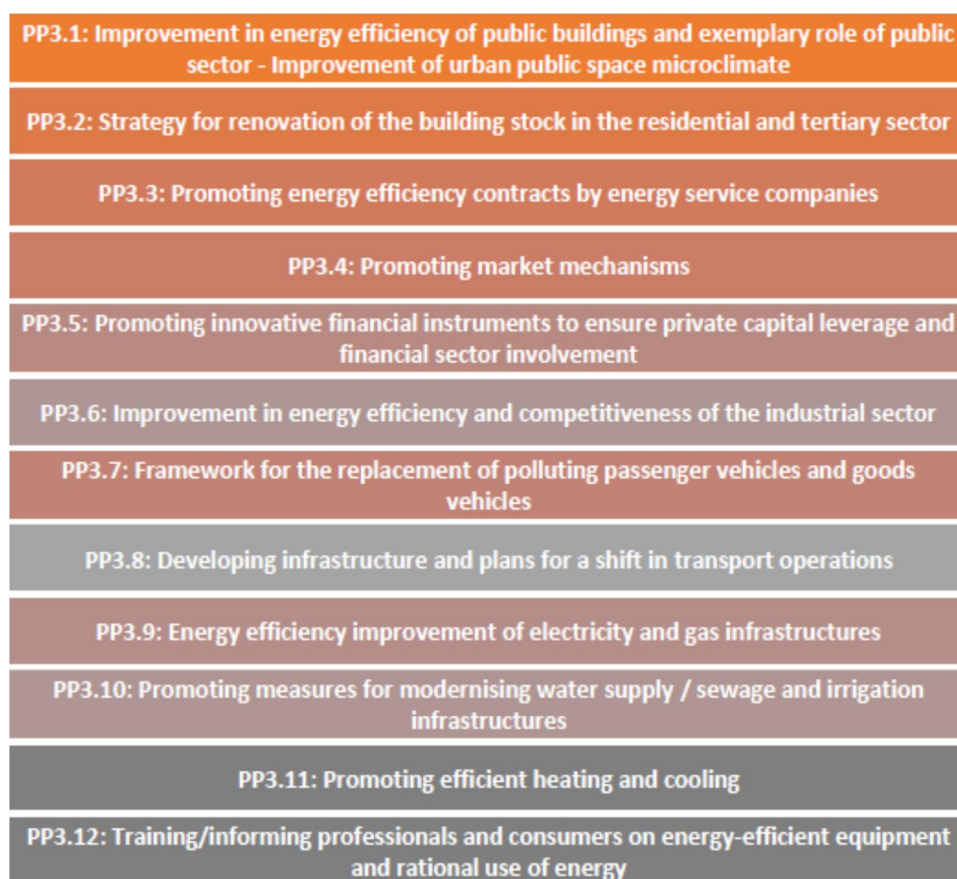 PP3.1: Improvement in energy efficiency of public buildings and exemplary role of public
sector - Improvement of urban public space microclimate
PP3.2: Strategy for renovation of the building stock in the residential and tertiary sector
PP3.3: Promoting energy efficiency contracts by energy service companies
PP3.4: Promoting market mechanisms
PP3.5: Promoting innovative financial instruments to ensure private capital leverage and
financial sector involvement
PP3.6: Improvement in energy efficiency and competitiveness of the industrial sector
PP3.7: Framework for the replacement of polluting passenger vehicles and goods
vehicles
PP3.8: Developing infrastructure and plans for a shift in transport operations
PP3.9: Energy efficiency improvement of electricity and gas infrastructures
PP3.10: Promoting measures for modernising water supply / sewage and irrigation
infrastructures
PP3.11: Promoting efficient heating and cooling
PP3.12: Training/informing professionals and consumers on energy-efficient equipment
and rational use of energy